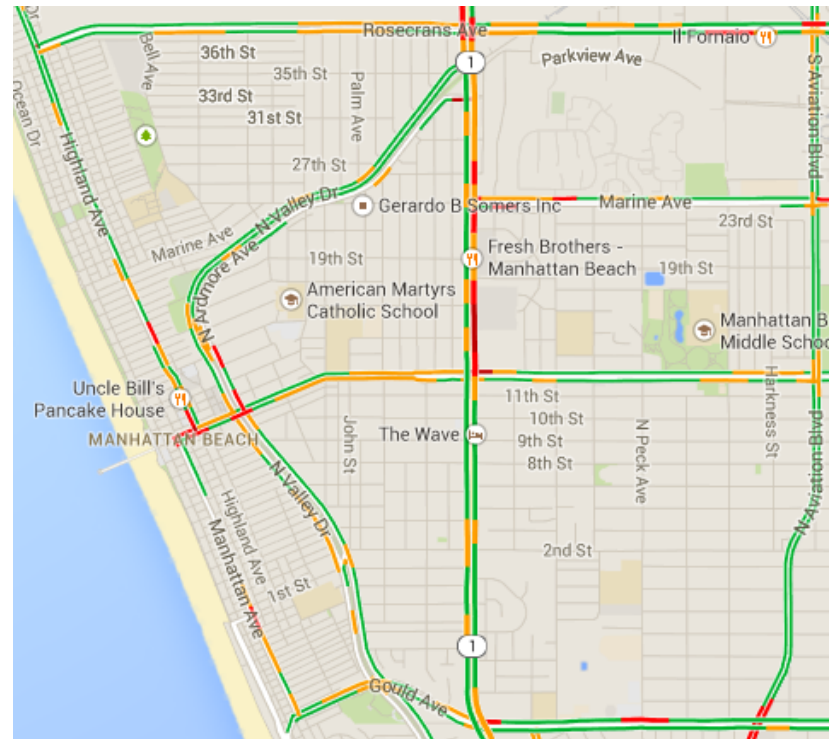 Dr
Rosecrans Ave
Il Fornaio
36th St
Bell Ave
1
Parkview Ave
S Aviation Blvd
35th St
Palm Ave
33rd St
Ocean Dr
31st St
Highland Ave
27th St
N Valley Dr
Gerardo B Somers Inc
Marine Ave
23rd St
Marine Ave
19th St
Fresh Brothers -
Manhattan Beach
19th St
N Ardmore Ave
American Martyrs
Catholic School
Manhattan B
Middle Schoo
Uncle Bill's
Pancake House
Harkness St
11th St
10th St
MANHATTAN BEACH
John St
The Wave
9th St
N Peck Ave
8th St
N Aviation Blvd
N Valley Dr
Highland Ave
Manhattan Ave
2nd St
1st St
1
Gould Ave